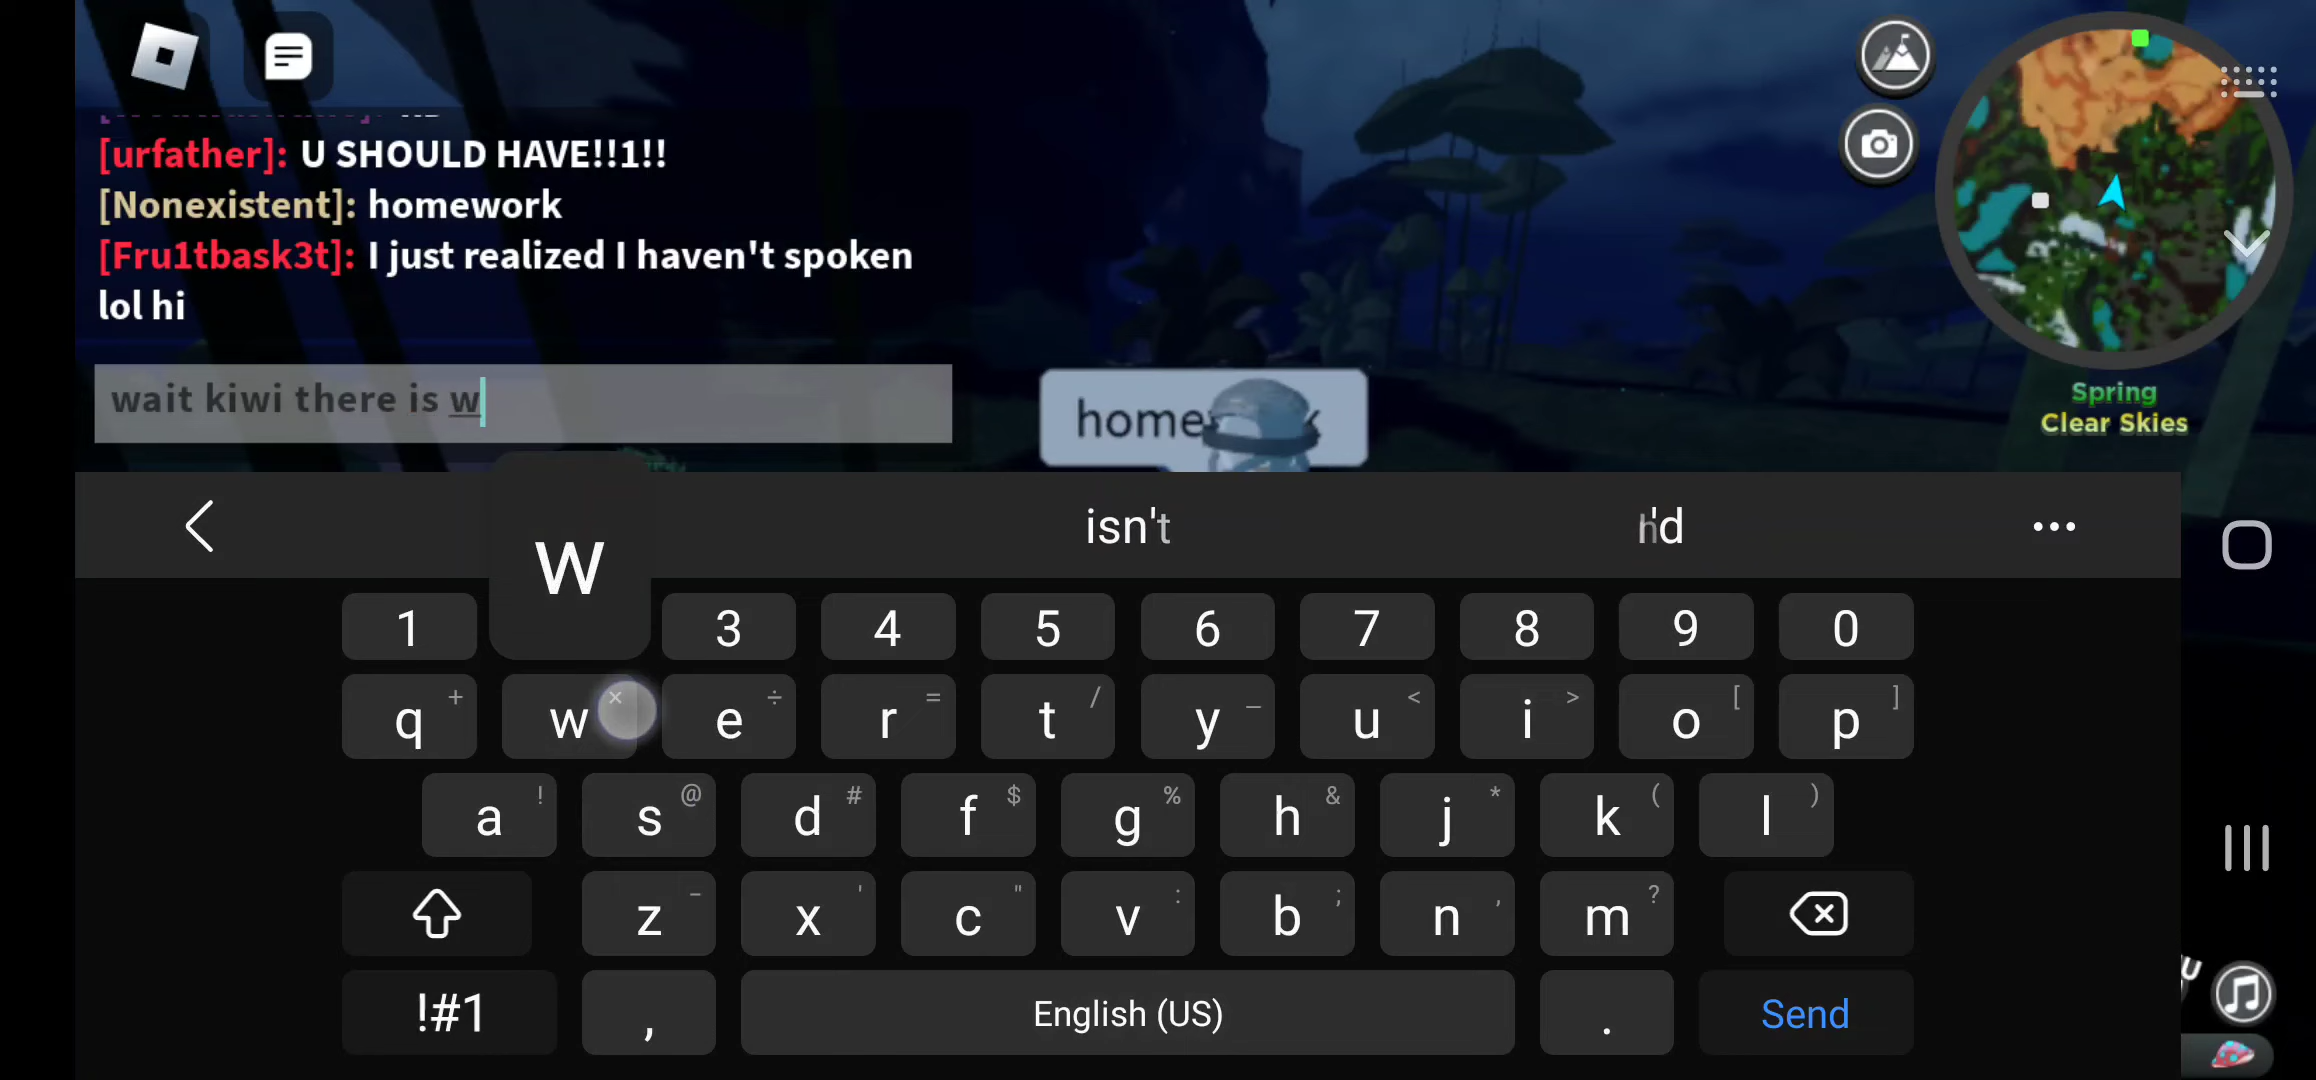 [urfather]: U SHOULD HAVE!!1!!
[Nonexistent]: homework
[Fru1tbask3t]: I just realized I haven't spoken
lol hi
wait kiwi there is w
home
Spring
Clear Skies
isn't
'd
•••
w
1 3 4 5 6 7 8 9 0
q + w × e ÷ r = t / y _ u < i > o [ p ]
a ! s @ d # f $ g % h & j * k ( l )
z - x ' c " v : b ; n , m ?
!#1 , English (US) . Send